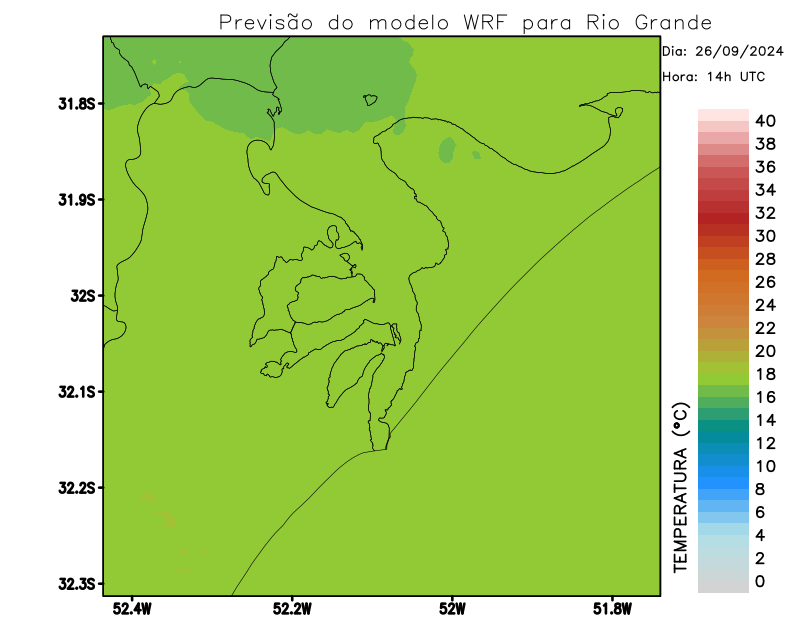 Previsão do modelo WRF para Rio Grande
Dia: 26/09/2024
Hora: 14h UTC
31.8S
31.9S
32S
32.1S
32.2S
32.3S
52.4W
52.2W
52W
51.8W
TEMPERATURA (°C)
40
38
36
34
32
30
28
26
24
22
20
18
16
14
12
10
8
6
4
2
0